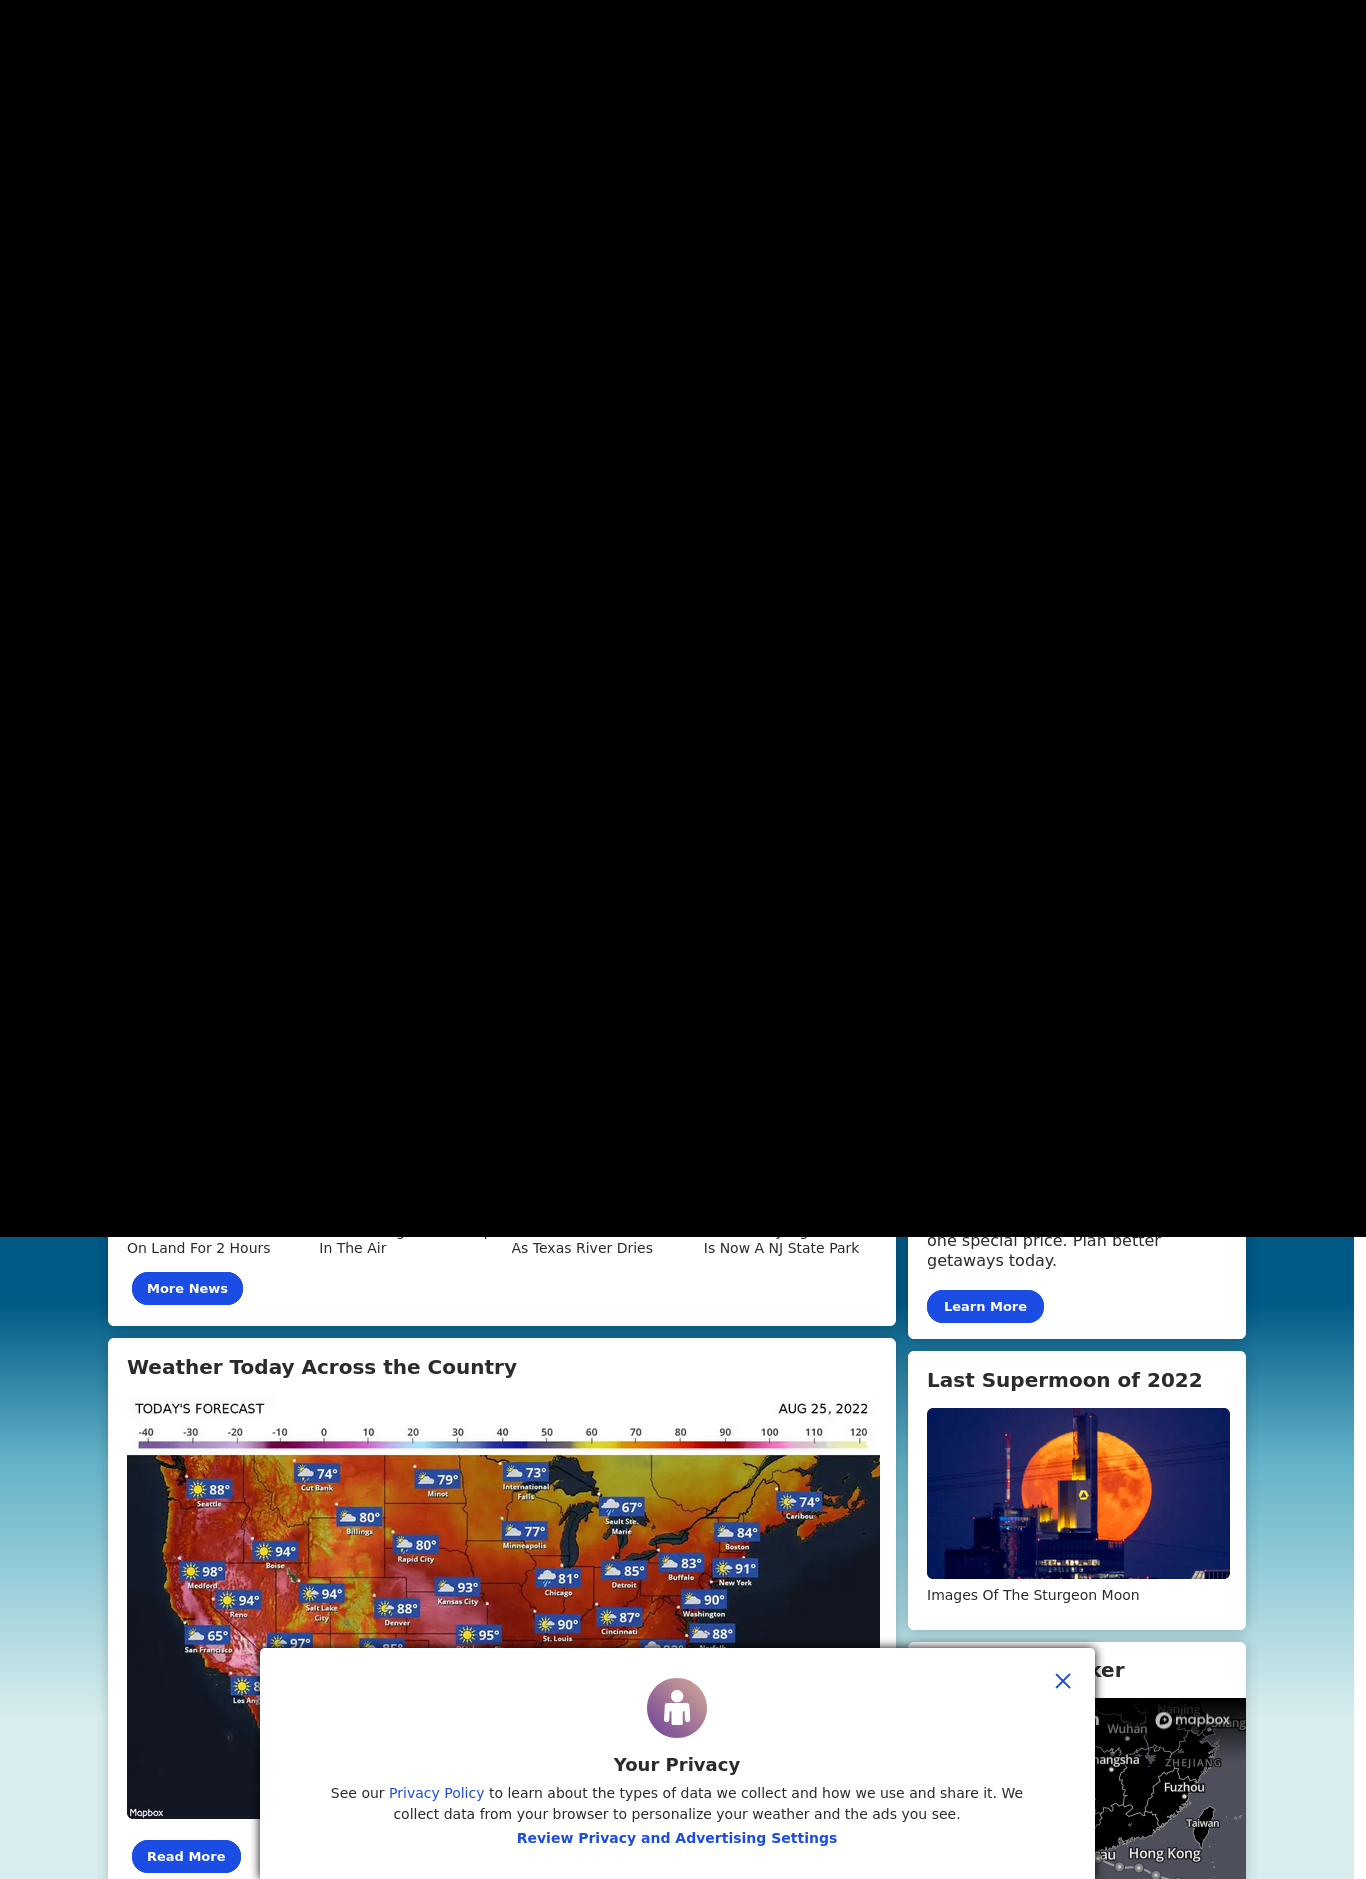 On Land For 2 Hours
In The Air
As Texas River Dries
Is Now A NJ State Park
More News
one special price. Plan better
getaways today.
Learn More
Weather Today Across the Country
TODAY'S FORECAST
AUG 25, 2022
-40 -30 -20 -10 0 10 20 30 40 50 60 70 80 90 100 110 120
88°
Seattle
74°
Cut Bank
79°
Minot
73°
International
Falls
67°
Sault Ste.
Marie
74°
Caribou
80°
Billings
77°
Minneapolis
84°
Boston
94°
Boise
80°
Rapid City
98°
Medford
93°
Kansas City
81°
Chicago
85°
Detroit
83°
Buffalo
91°
New York
94°
Reno
94°
Salt Lake
City
88°
Denver
90°
Washington
65°
San Francisco
97°
95°
90°
St. Louis
87°
Cincinnati
88°
Los Ang
Mapbox
Read More
Last Supermoon of 2022
Images Of The Sturgeon Moon
ker
mapbox
Nanjing
Wuhan
angsha
ZHEJIANG
Fuzhou
Taiwan
au
Hong Kong
Your Privacy
See our Privacy Policy to learn about the types of data we collect and how we use and share it. We
collect data from your browser to personalize your weather and the ads you see.
Review Privacy and Advertising Settings